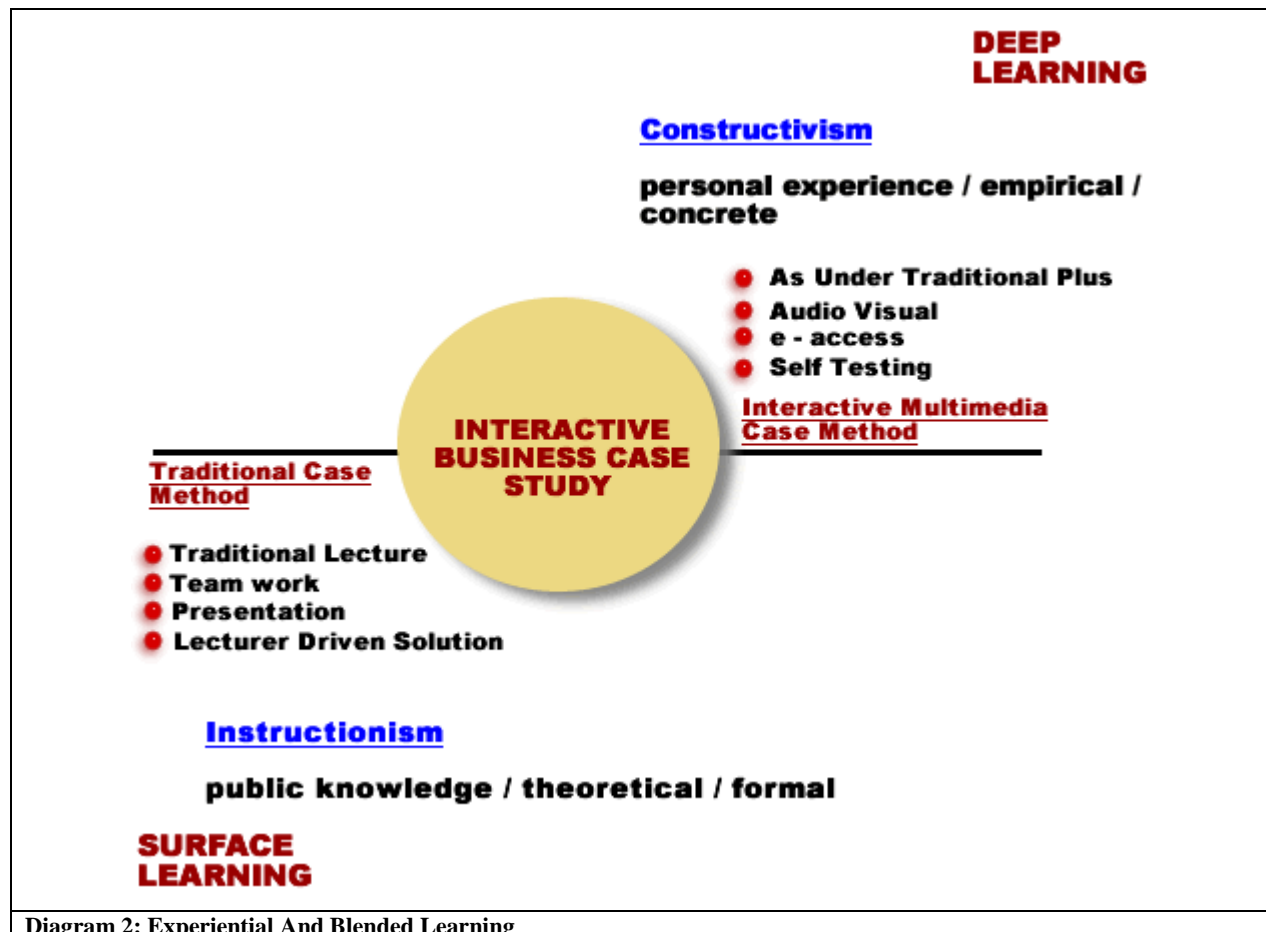 DEEP
LEARNING
Constructivism
personal experience / empirical /
concrete
As Under Traditional Plus
Audio Visual
e - access
Self Testing
Interactive Multimedia
Case Method
INTERACTIVE
BUSINESS CASE
STUDY
Traditional Case
Method
Traditional Lecture
Team work
Presentation
Lecturer Driven Solution
Instructionism
public knowledge / theoretical / formal
SURFACE
LEARNING
Diagram 2: Experiential And Blended Learning